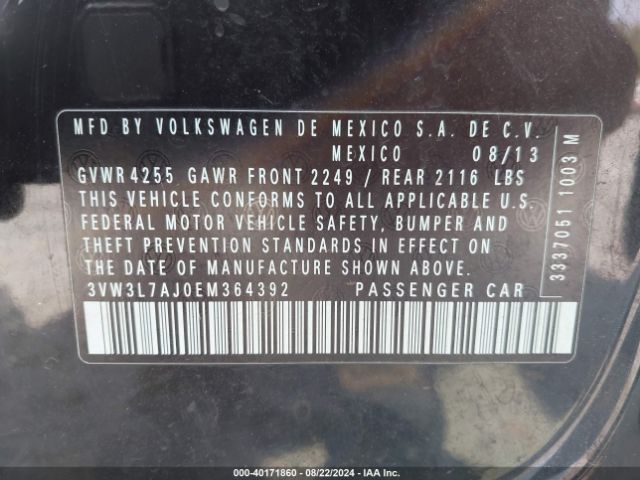 MFD BY VOLKSWAGEN DE MEXICO S.A. DE C.V.
MEXICO 08/13
GVWR 4255 GAWR FRONT 2249 / REAR 2116 LBS
THIS VEHICLE CONFORMS TO ALL APPLICABLE U.S.
FEDERAL MOTOR VEHICLE SAFETY, BUMPER AND
THEFT PREVENTION STANDARDS IN EFFECT ON
THE DATE OF MANUFACTURE SHOWN ABOVE.
3VW3L7AJ0EM364392 PASSENGER CAR
3337051 1003 M
000-40171860 - 08/22/2024 - IAA Inc.